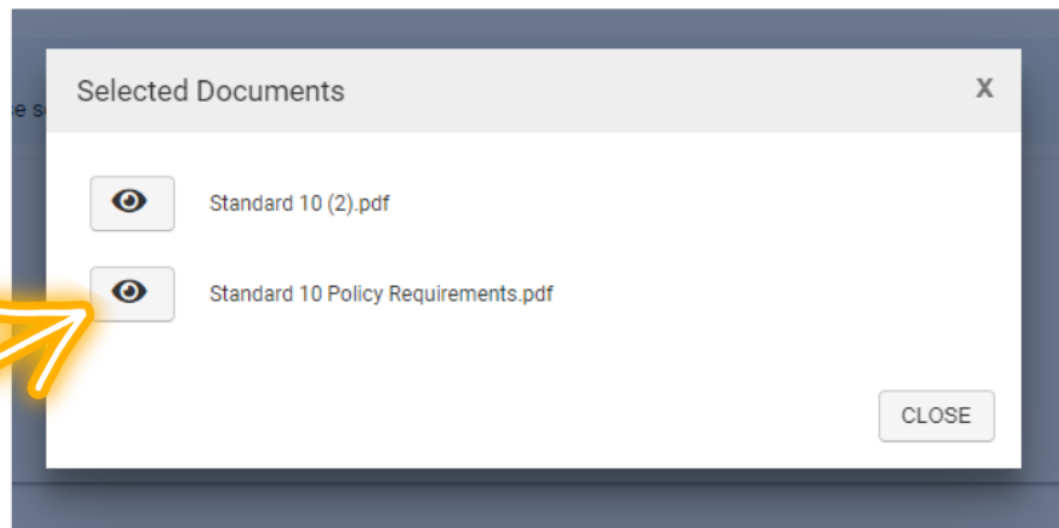 Selected Documents X
e s
Standard 10 (2).pdf
Standard 10 Policy Requirements.pdf
CLOSE